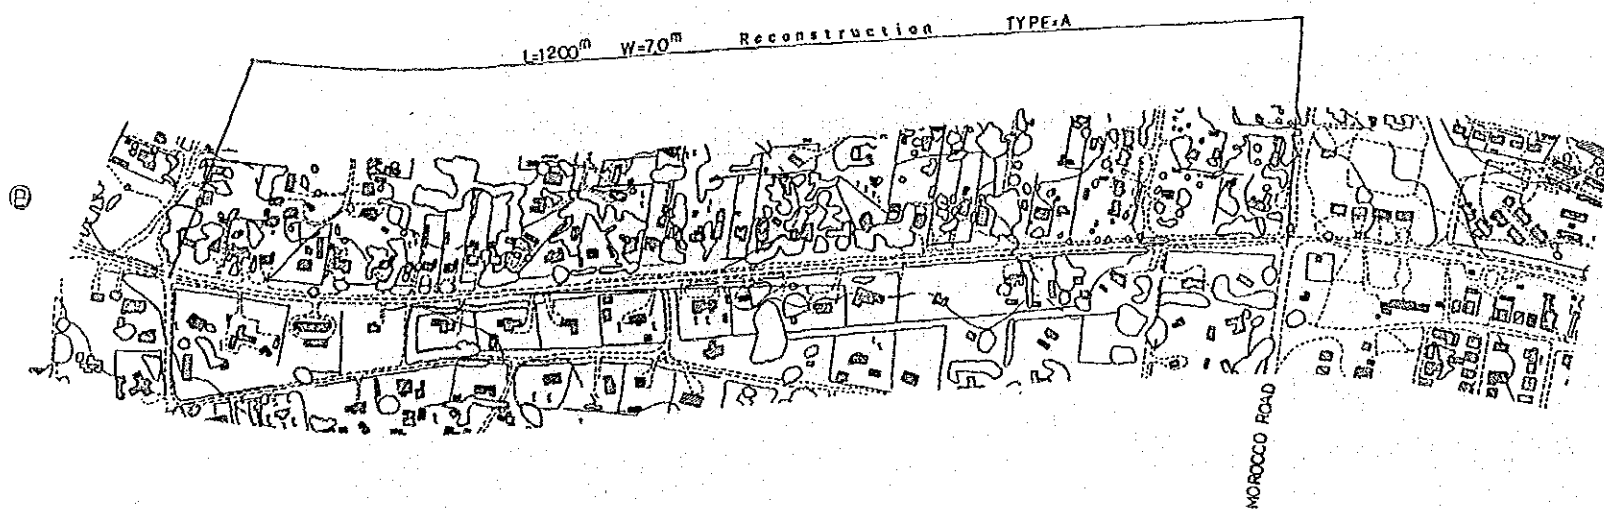 L=1200m W=7.0m Reconstruction TYPE=A
MOROCCO ROAD